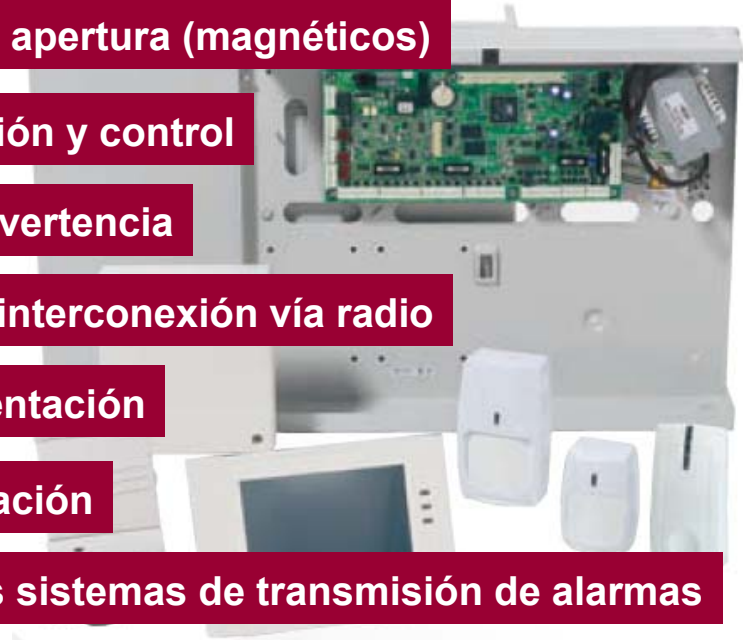 apertura (magnéticos)
ión y control
vertencia
interconexión vía radio
entación
ación
s sistemas de transmisión de alarmas